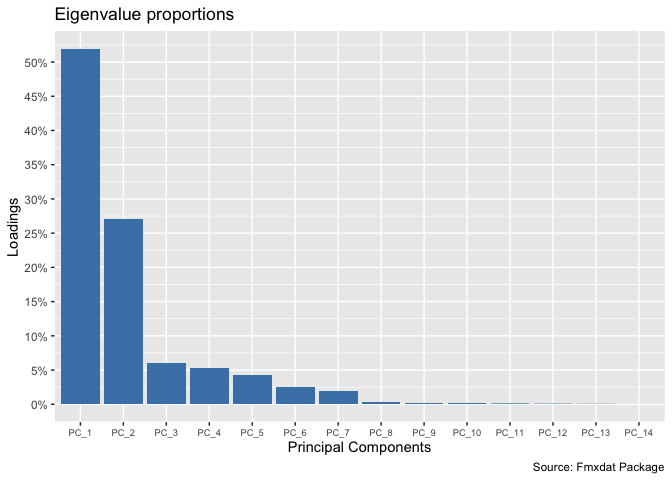 Eigenvalue proportions
50%
45%
40%
35%
30%
25%
20%
15%
10%
5%
0%
Loadings
PC_1 PC_2 PC_3 PC_4 PC_5 PC_6 PC_7 PC_8 PC_9 PC_10 PC_11 PC_12 PC_13 PC_14
Principal Components
Source: Fmxdat Package